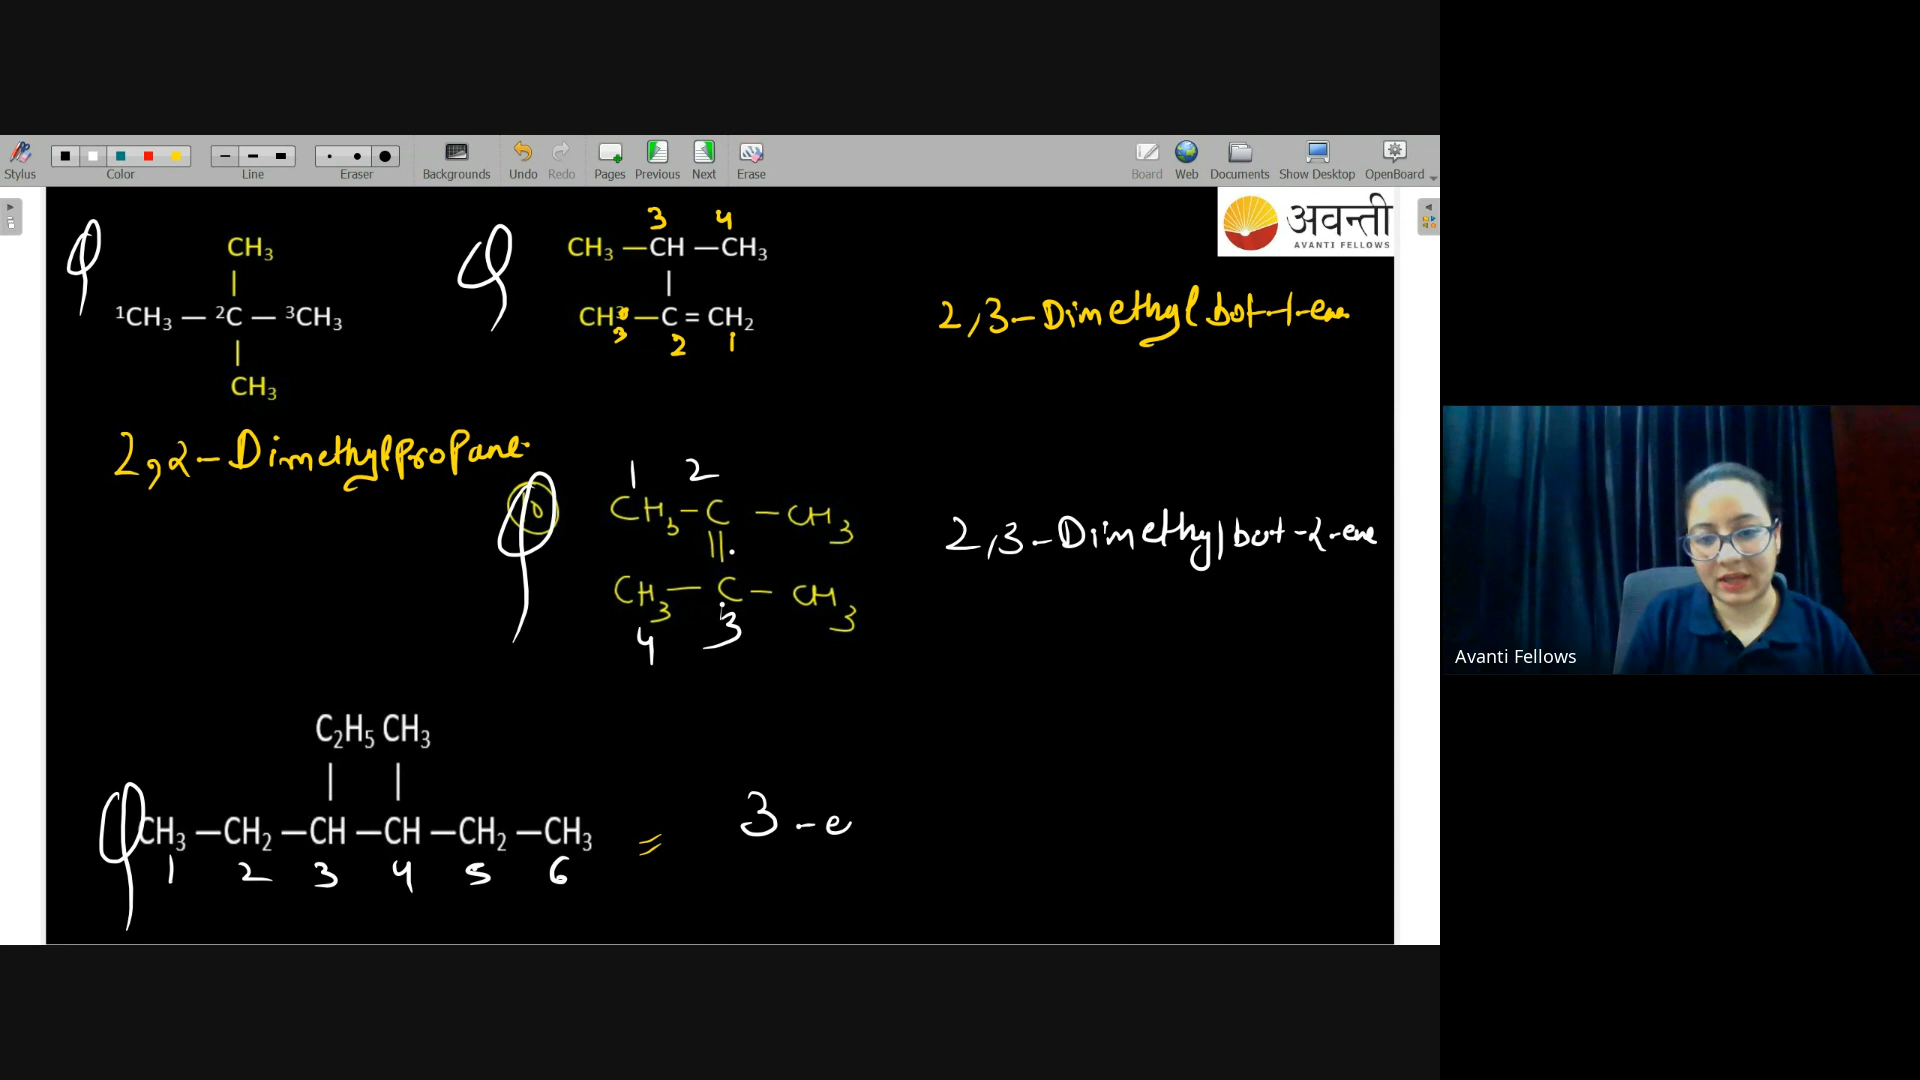 Stylus
Color
Line
Eraser
Backgrounds
Undo
Redo
Pages
Previous
Next
Erase
Board
Web
Documents
Show Desktop
OpenBoard
अवन्ती
AVANTI FELLOWS
CH₃
|
¹CH₃ — ²C — ³CH₃
|
CH₃
2,2-Dimethylpropane.
3 4
CH₃ —CH —CH₃
|
CH₃ —C = CH₂
3 2 1
2,3-Dimethyl but-1-ene
1 2
CH₃-C -CH₃
||
CH₃-C- CH₃
4 3
2,3-Dimethyl but-2-ene
C₂H₅ CH₃
| |
CH₃ —CH₂ —CH —CH —CH₂ —CH₃ = 3-e
1 2 3 4 5 6
Avanti Fellows